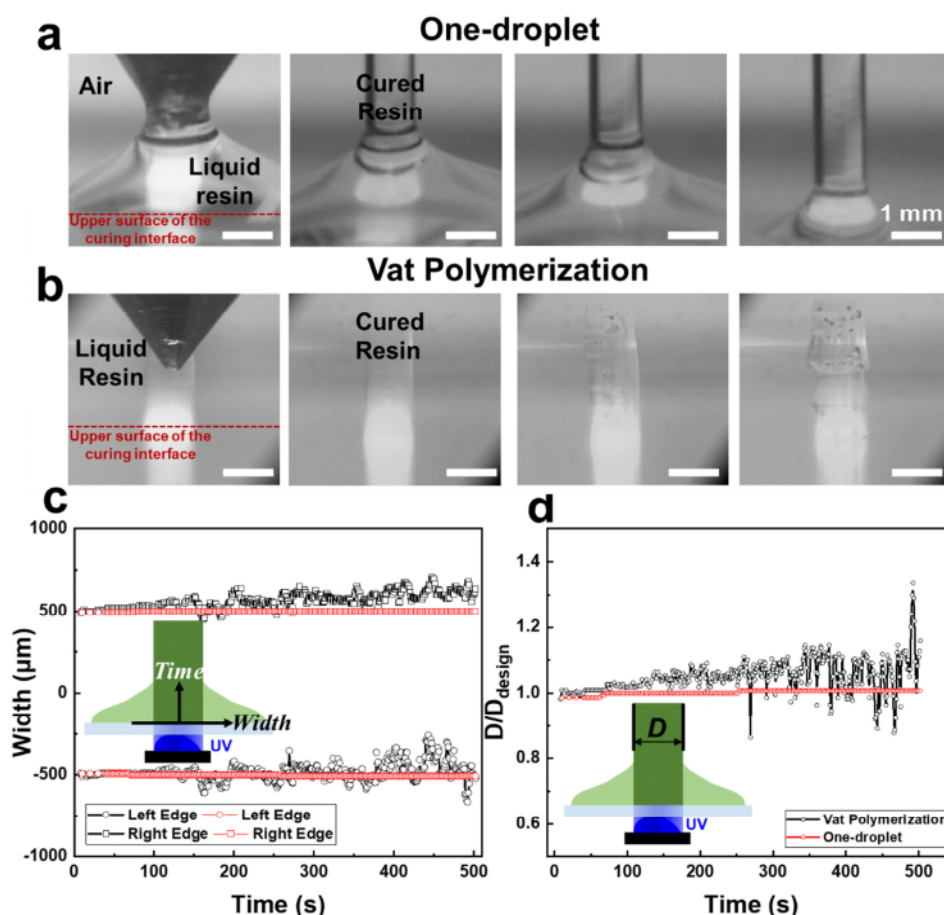 a
One-droplet
Air
Liquid
resin
Upper surface of the
curing interface
Cured
Resin
1 mm
Vat Polymerization
b
Liquid
Resin
Upper surface of the
curing interface
Cured
Resin
c
1000
500
0
-500
-1000
Width (µm)
Time
Width
UV
Left Edge
Left Edge
Right Edge
Right Edge
0
100
200
300
400
500
Time (s)
d
1.4
1.2
1.0
0.8
0.6
D/Ddesign
D
UV
Vat Polymerization
One-droplet
0
100
200
300
400
500
Time (s)